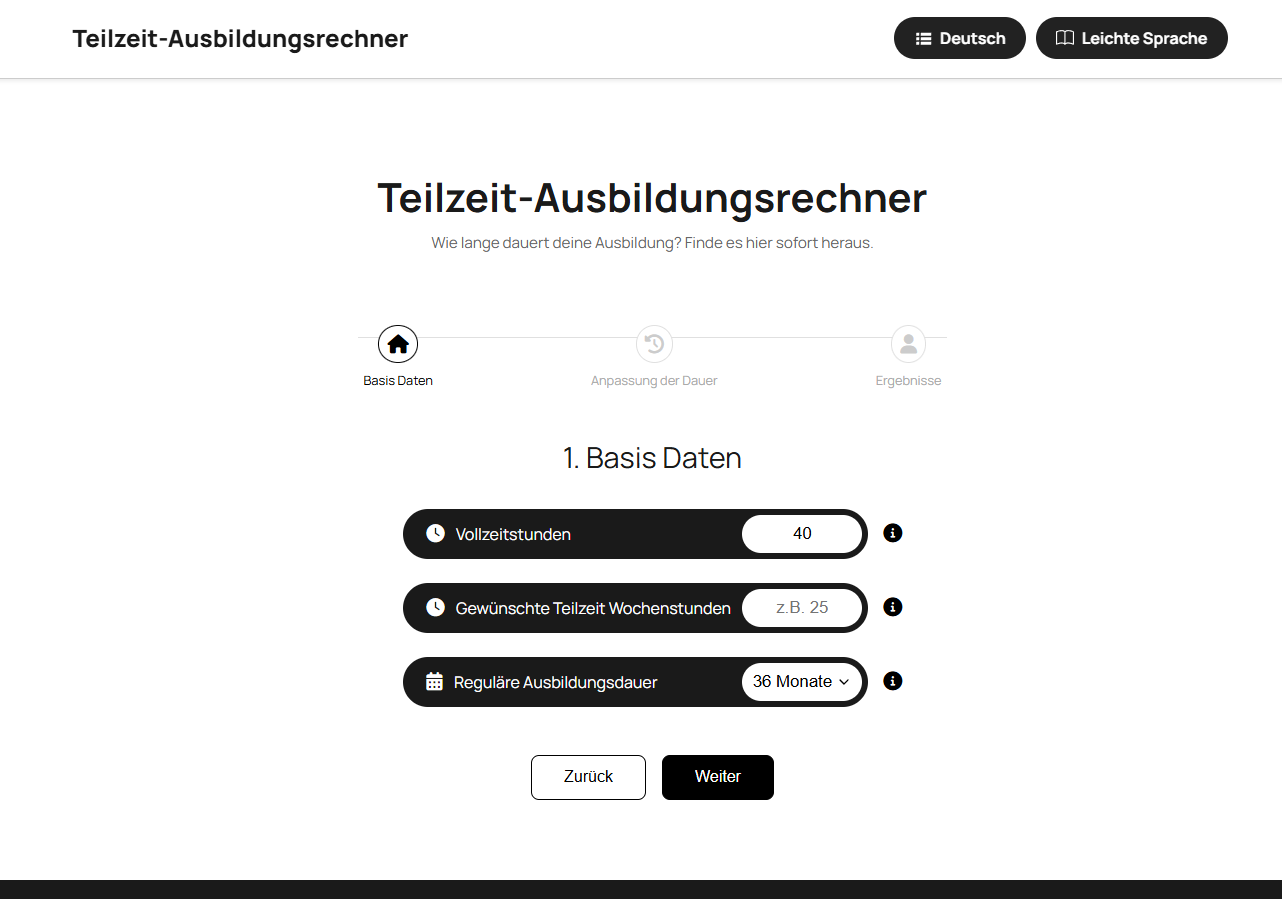 Teilzeit-Ausbildungsrechner
Deutsch
Leichte Sprache
Teilzeit-Ausbildungsrechner
Wie lange dauert deine Ausbildung? Finde es hier sofort heraus.
Basis Daten
Anpassung der Dauer
Ergebnisse
1. Basis Daten
Vollzeitstunden
40
Gewünschte Teilzeit Wochenstunden
z.B. 25
Reguläre Ausbildungsdauer
36 Monate
Zurück
Weiter